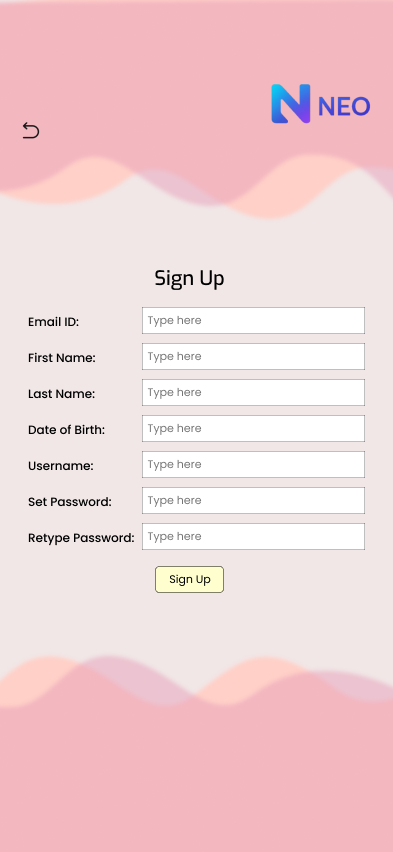 NEO
Sign Up
Email ID: Type here
First Name: Type here
Last Name: Type here
Date of Birth: Type here
Username: Type here
Set Password: Type here
Retype Password: Type here
Sign Up